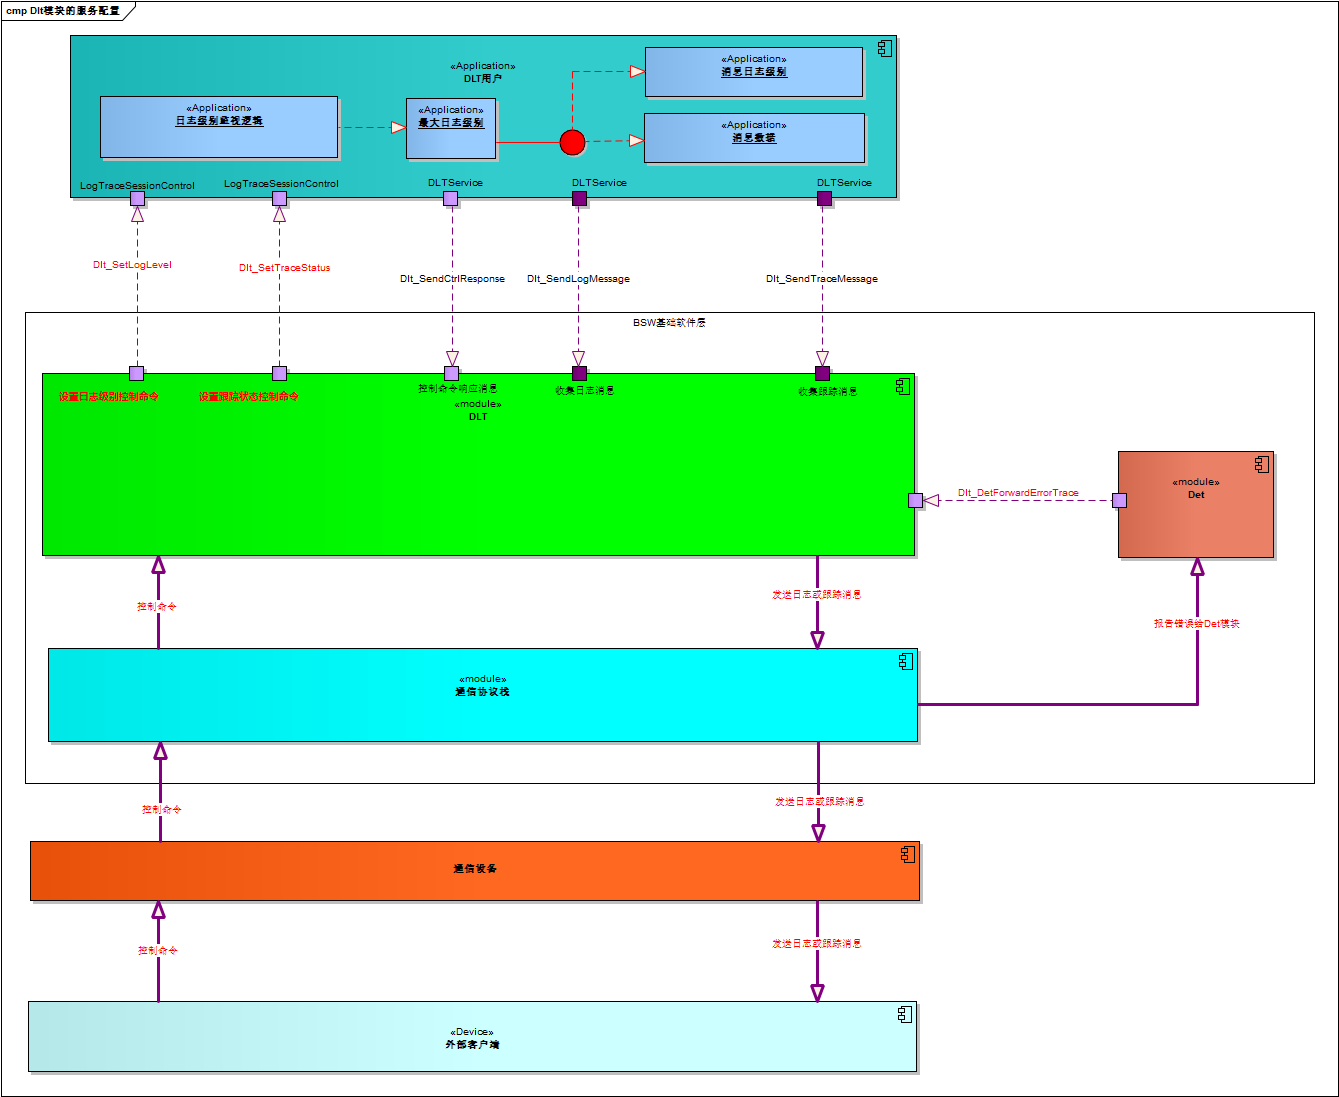 cmp Dlt模块的服务配置
«Application»
DLT用户
«Application»
消息日志级别
«Application»
日志级别审视逻辑
«Application»
最大日志级别
«Application»
消息数据
LogTraceSessionControl
LogTraceSessionControl
DLTService
DLTService
DLTService
Dlt_SetLogLevel
Dlt_SetTraceStatus
Dlt_SendCtrlResponse
Dlt_SendLogMessage
Dlt_SendTraceMessage
BSW基础软件层
设置日志级别控制命令
设置跟踪状态控制命令
控制命令响应消息
收集日志消息
收集跟踪消息
«module»
DLT
«module»
Det
Dlt_DetForwardErrorTrace
控制命令
发送日志或跟踪消息
报告错误给Det模块
«module»
通信协议栈
控制命令
发送日志或跟踪消息
通信设备
控制命令
发送日志或跟踪消息
«Device»
外部客户端